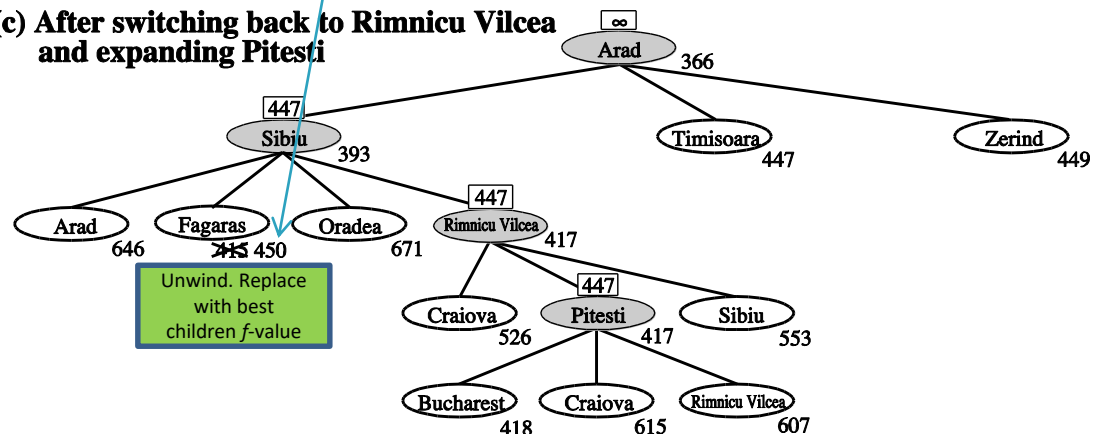 (c) After switching back to Rimnicu Vilcea
and expanding Pitesti
∞
Arad
366
447
Sibiu
393
Timisoara
447
Zerind
449
Arad
646
Fagaras
415 450
Oradea
671
447
Rimnicu Vilcea
417
Unwind. Replace
with best
children f-value
Craiova
526
447
Pitesti
417
Sibiu
553
Bucharest
418
Craiova
615
Rimnicu Vilcea
607